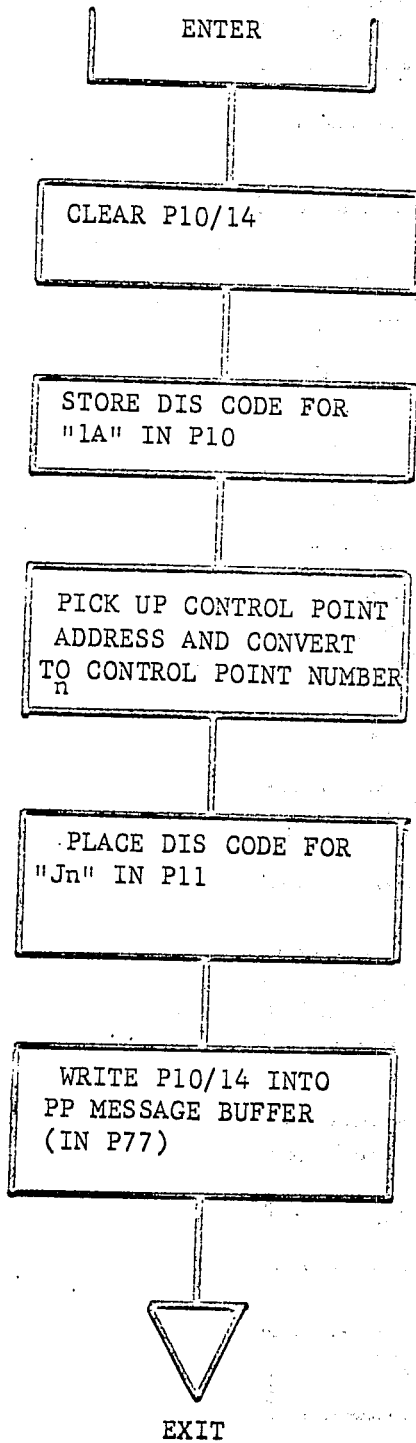 ENTER
CLEAR P10/14
STORE DIS CODE FOR
"1A" IN P10
PICK UP CONTROL POINT
ADDRESS AND CONVERT
TO CONTROL POINT NUMBER
n
PLACE DIS CODE FOR
"Jn" IN P11
WRITE P10/14 INTO
PP MESSAGE BUFFER
(IN P77)
EXIT